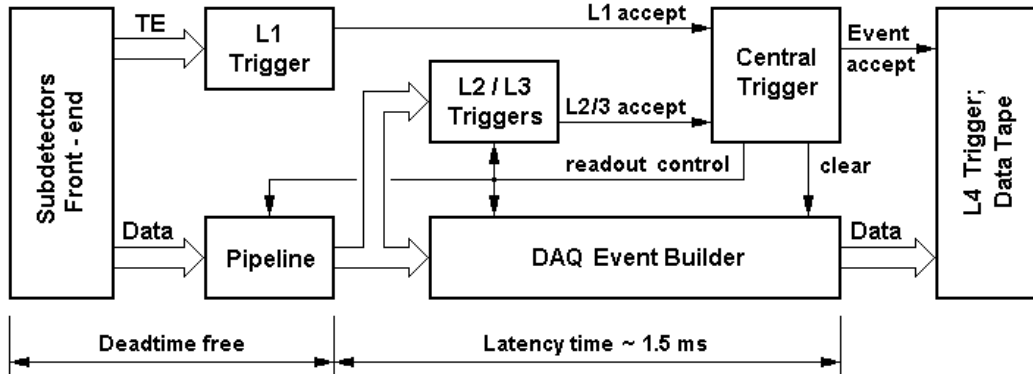 Subdetectors
Front - end
TE
L1
Trigger
L1 accept
Central
Trigger
Event
accept
L4 Trigger;
Data Tape
L2 / L3
Triggers
L2/3 accept
readout control
clear
Data
Pipeline
DAQ Event Builder
Data
Deadtime free
Latency time ~ 1.5 ms